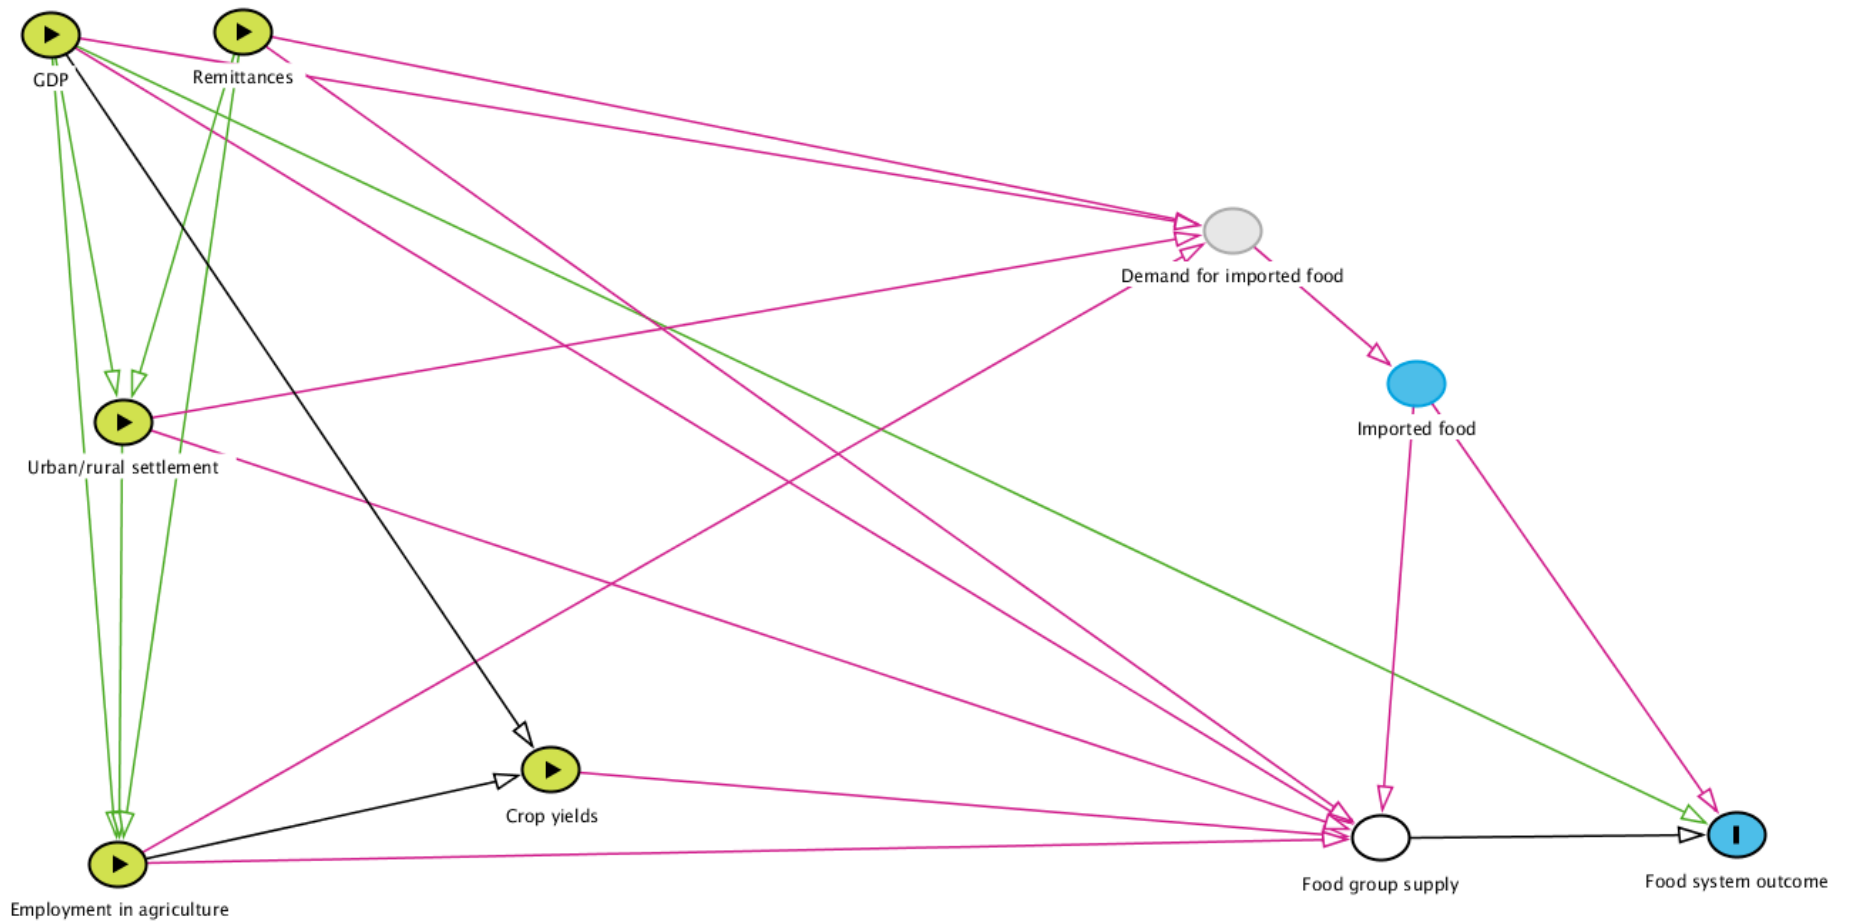 GDP
Remittances
Demand for imported food
Imported food
Urban/rural settlement
Crop yields
Food group supply
Food system outcome
Employment in agriculture